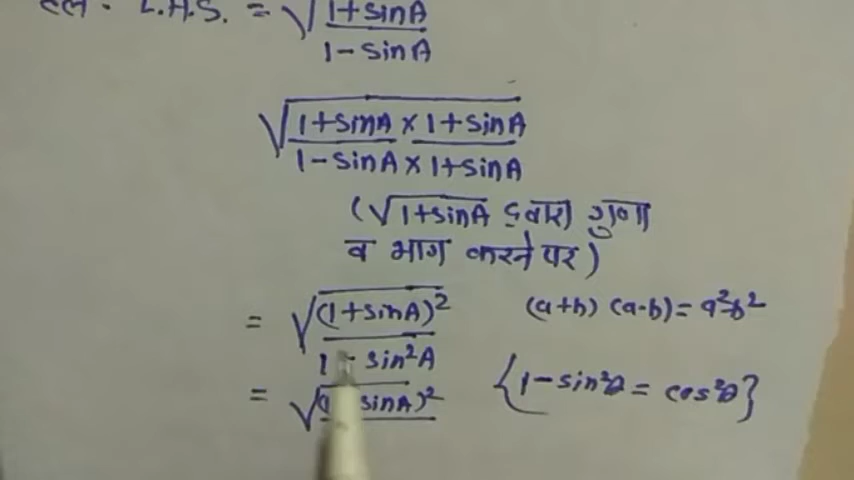 हल : L.H.S. = √(1+sinA / 1-sinA)
√(1+sinA × 1+sinA / 1-sinA × 1+sinA)
(√1+sinA द्वारा गुणा
व भाग करने पर)
= √((1+sinA)² / 1-sin²A) (a+b) (a-b) = a²-b²
= √( sinA)² {1-sin²θ = cos²θ}